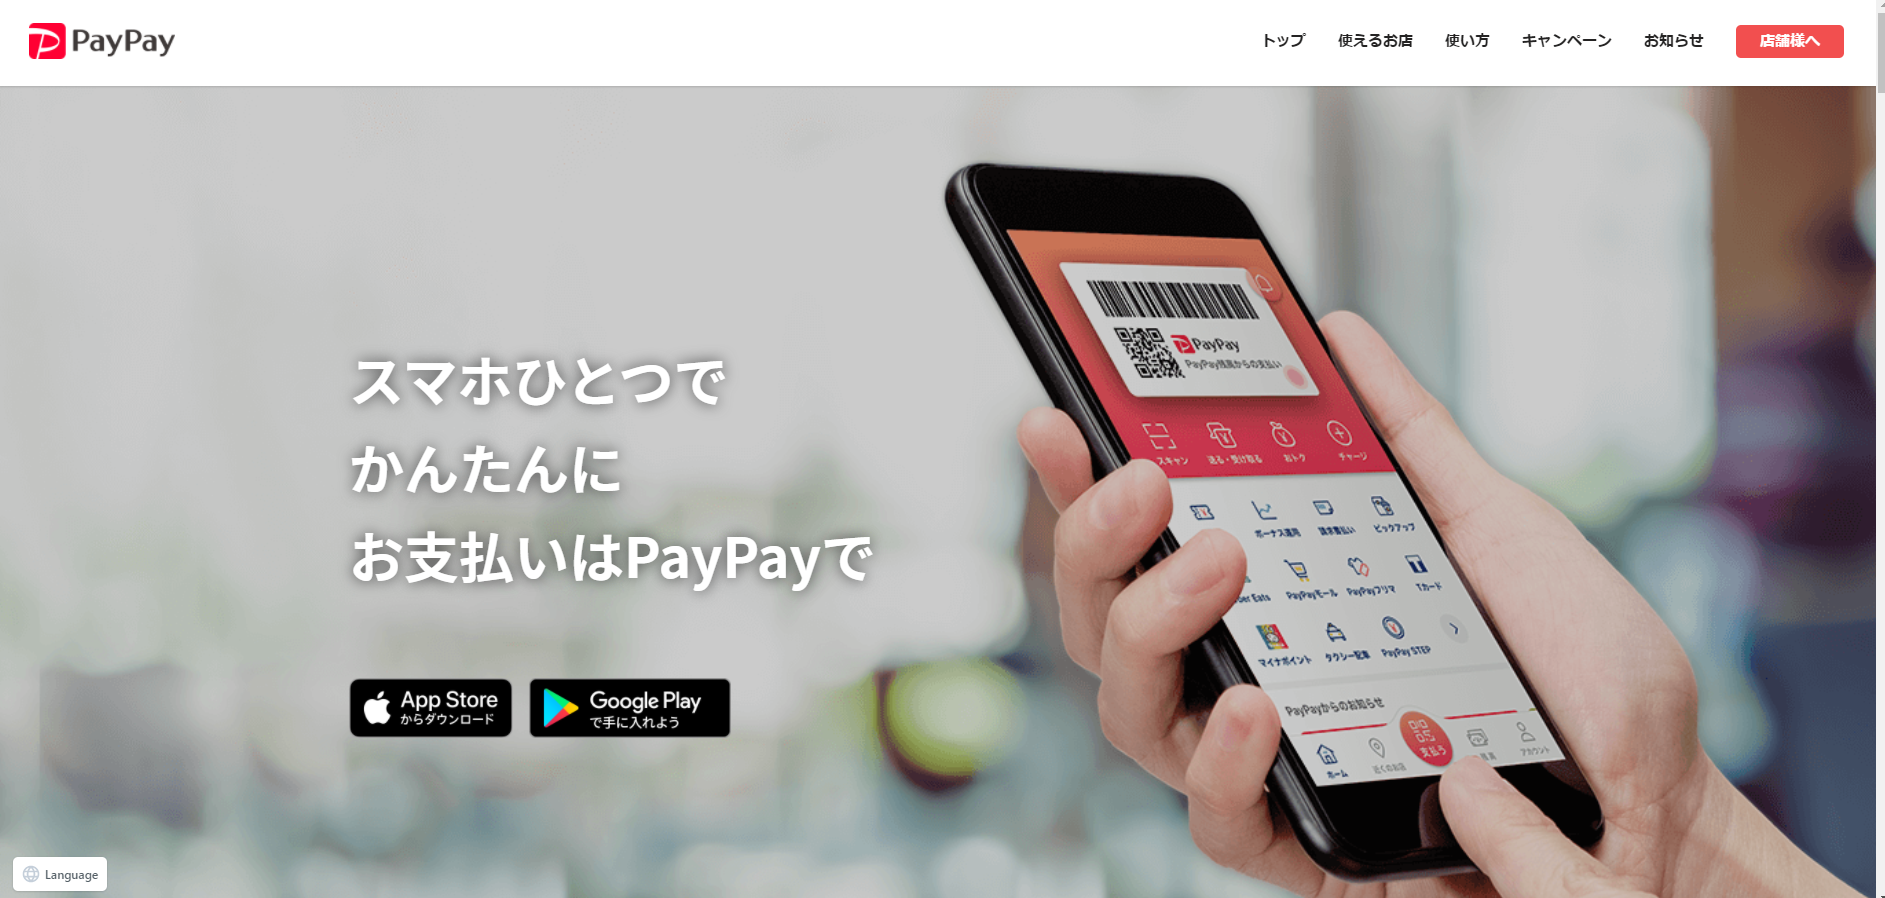 PayPay
トップ 使えるお店 使い方 キャンペーン お知らせ 店舗様へ
スマホひとつで
かんたんに
お支払いはPayPayで
App Store
からダウンロード
Google Play
で手に入れよう
PayPay
PayPay残高からの支払い
スキャン 送る・受け取る おトク チャージ
ボーナス運用 請求書払い ピックアップ
Eats PayPayモール PayPayフリマ Tカード
マイナポイント タクシー配車 PayPay STEP
PayPayからのお知らせ
ホーム 近くのお店 支払う アカウント
Language